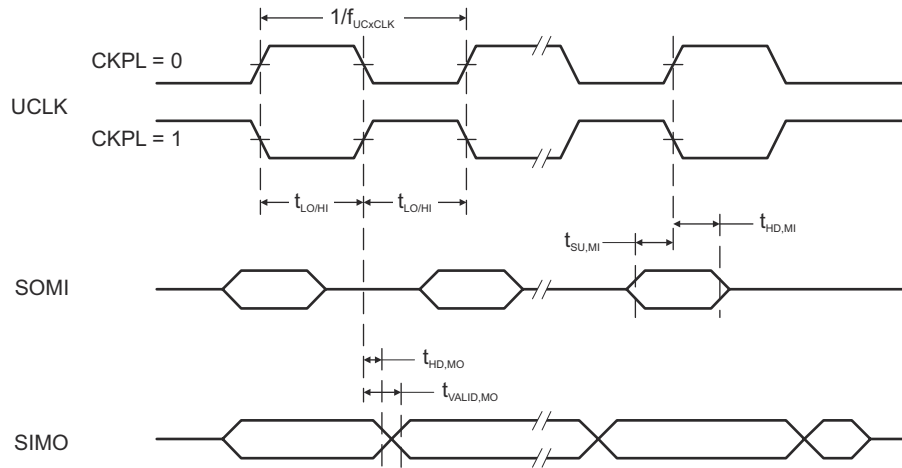 1/fUCxCLK
CKPL = 0
UCLK
CKPL = 1
tLO/HI tLO/HI
tHD,MI
tSU,MI
SOMI
tHD,MO
tVALID,MO
SIMO